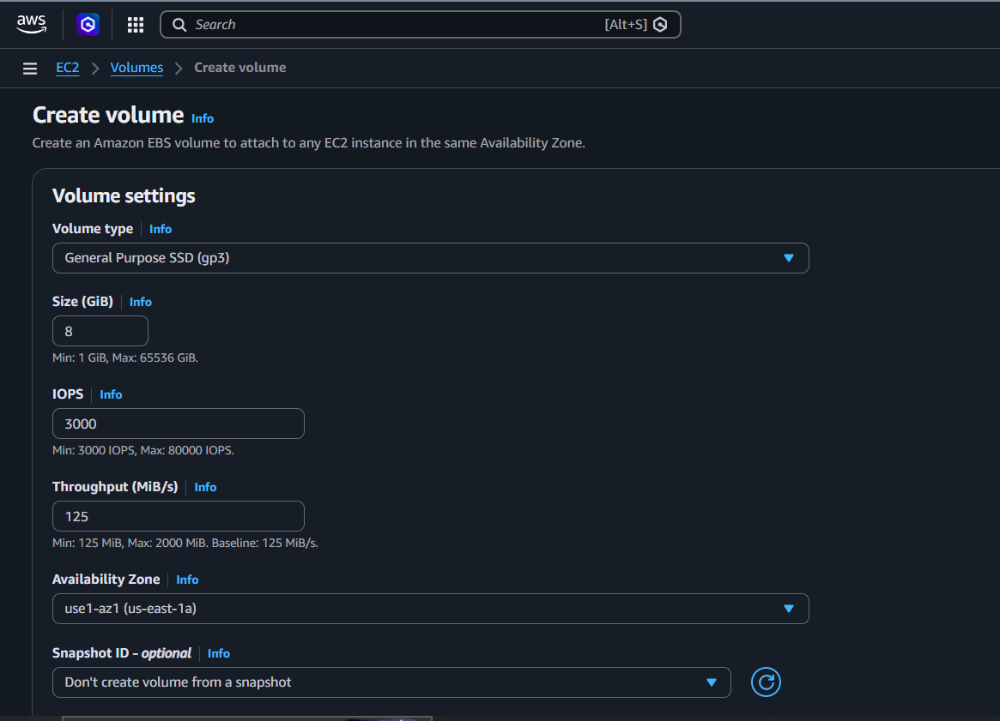 aws
Search [Alt+S]
EC2 Volumes Create volume
Create volume Info
Create an Amazon EBS volume to attach to any EC2 instance in the same Availability Zone.
Volume settings
Volume type Info
General Purpose SSD (gp3)
Size (GiB) Info
8
Min: 1 GiB, Max: 65536 GiB.
IOPS Info
3000
Min: 3000 IOPS, Max: 80000 IOPS.
Throughput (MiB/s) Info
125
Min: 125 MiB, Max: 2000 MiB. Baseline: 125 MiB/s.
Availability Zone Info
use1-az1 (us-east-1a)
Snapshot ID - optional Info
Don't create volume from a snapshot